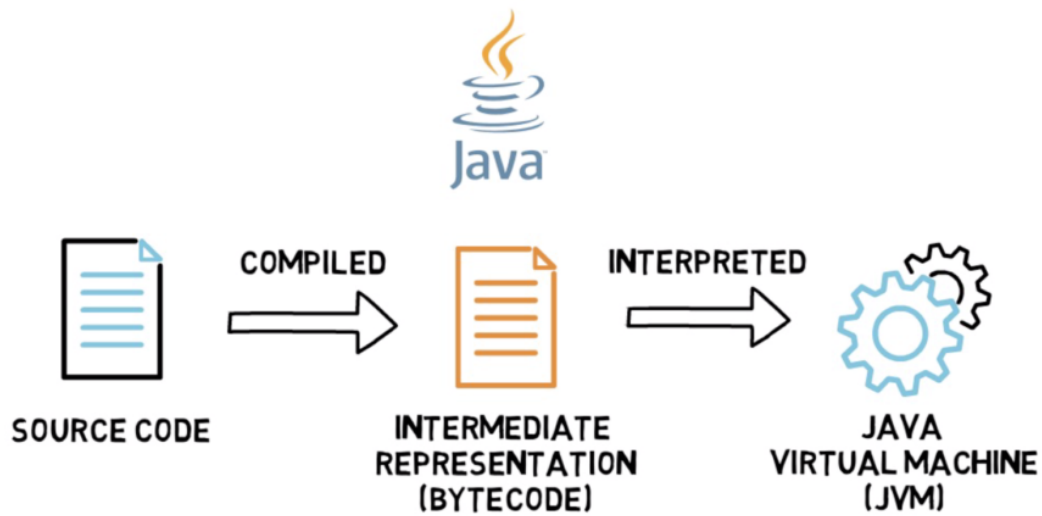 Java
COMPILED
INTERPRETED
SOURCE CODE
INTERMEDIATE
REPRESENTATION
(BYTECODE)
JAVA
VIRTUAL MACHINE
(JVM)